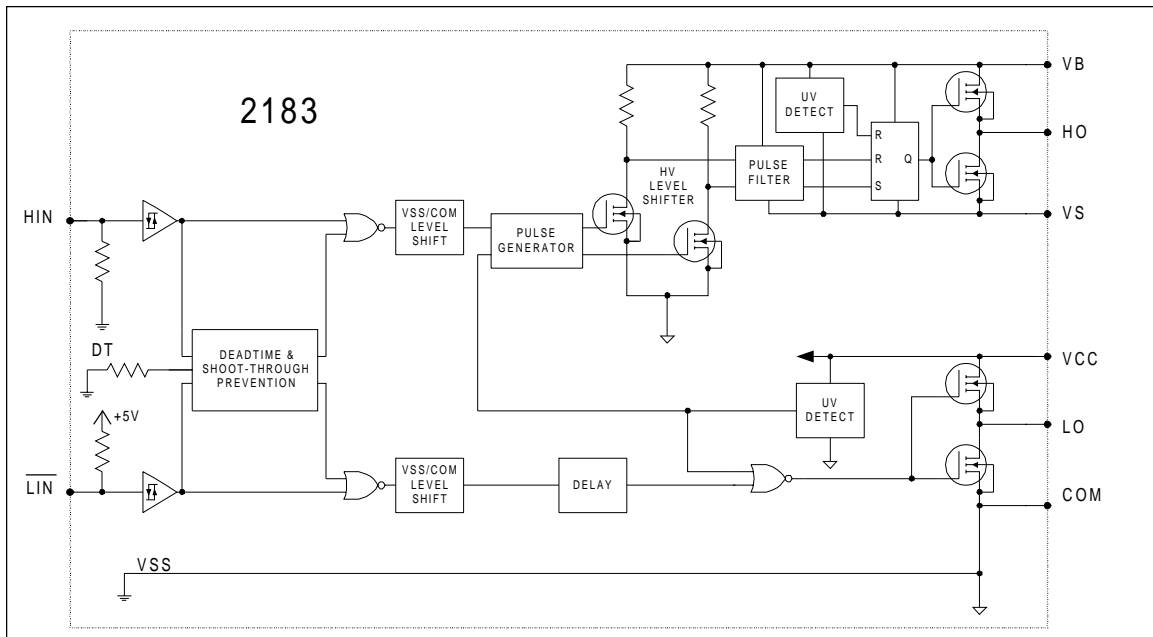 2183
VB
UV
DETECT
HO
R
R
Q
S
PULSE
FILTER
HV
LEVEL
SHIFTER
VS
HIN
VSS/COM
LEVEL
SHIFT
PULSE
GENERATOR
DT
DEADTIME &
SHOOT-THROUGH
PREVENTION
VCC
+5V
UV
DETECT
LO
LIN
VSS/COM
LEVEL
SHIFT
DELAY
COM
VSS